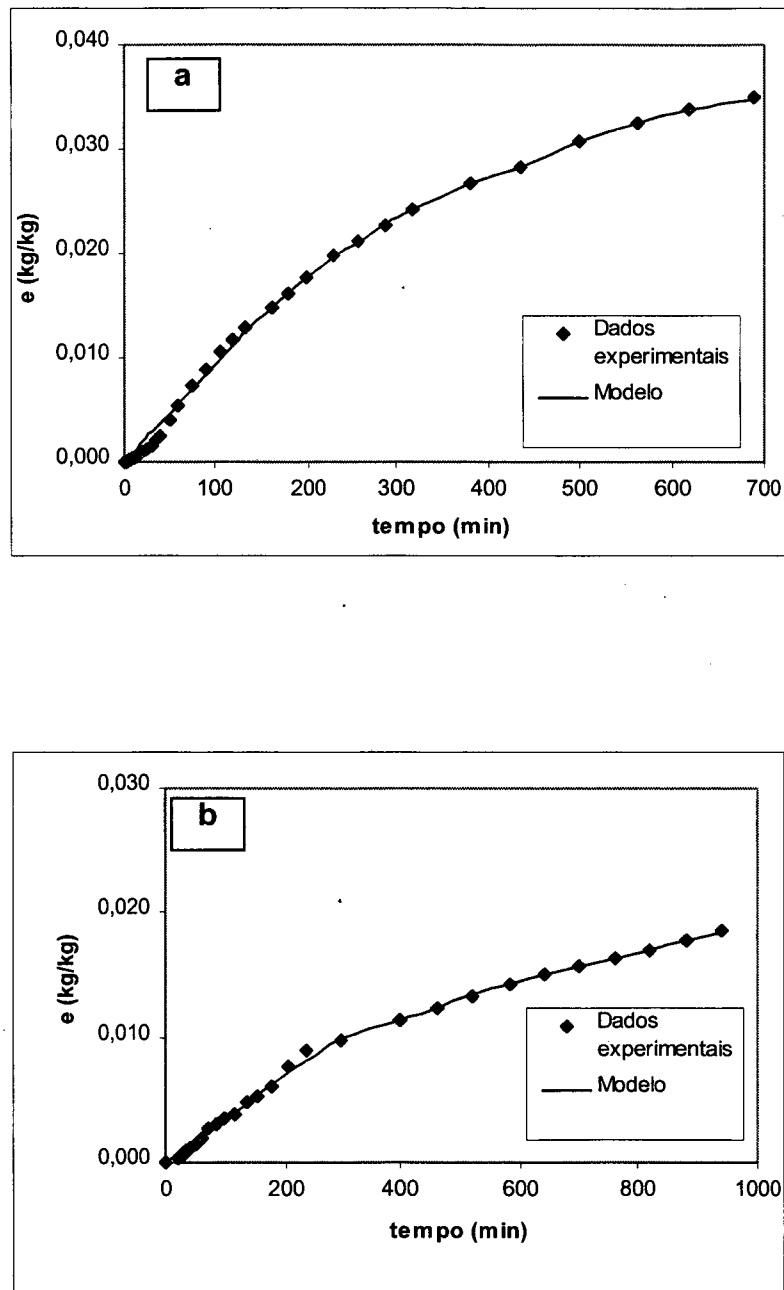 0,040
a
0,030
e (kg/kg)
0,020
0,010
0,000
Dados
experimentais
Modelo
0 100 200 300 400 500 600 700
tempo (min)
0,030
b
0,020
e (kg/kg)
0,010
0,000
Dados
experimentais
Modelo
0 200 400 600 800 1000
tempo (min)